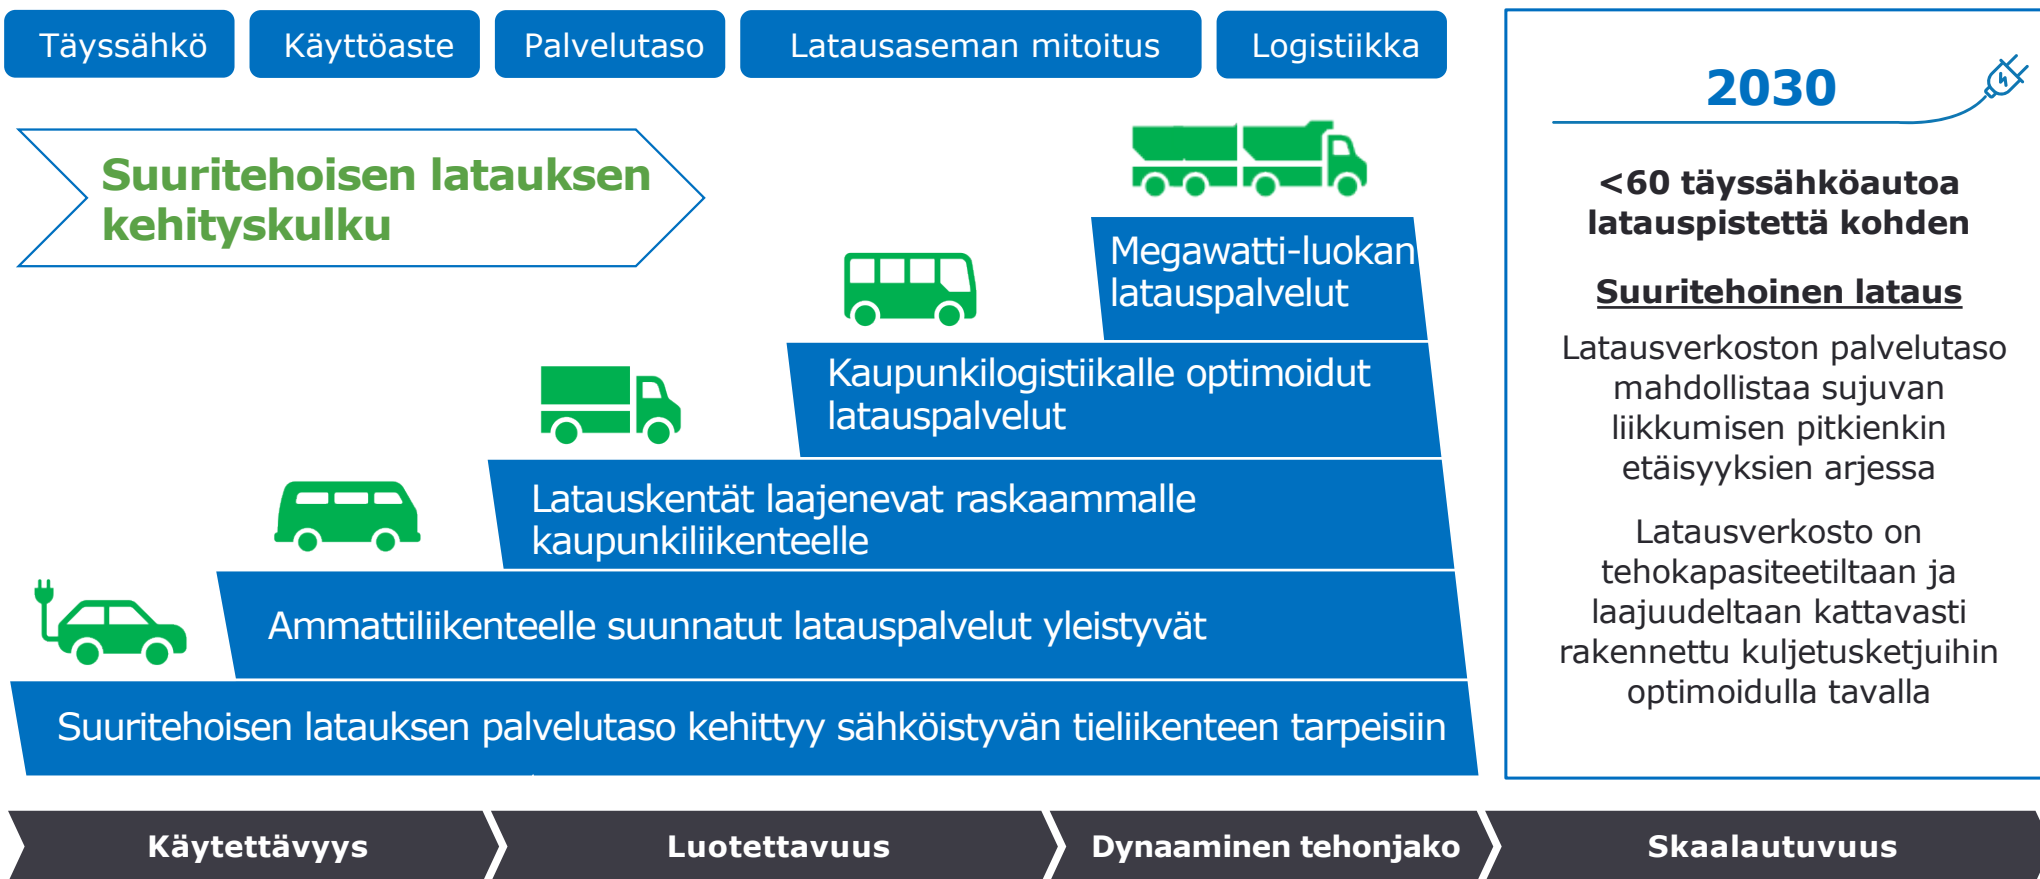 Täyssähkö
Käyttöaste
Palvelutaso
Latausaseman mitoitus
Logistiikka
Suuritehoisen latauksen
kehityskulku
Megawatti-luokan
latauspalvelut
Kaupunkilogistiikalle optimoidut
latauspalvelut
Latauskentät laajenevat raskaammalle
kaupunkiliikenteelle
Ammattiliikenteelle suunnatut latauspalvelut yleistyvät
Suuritehoisen latauksen palvelutaso kehittyy sähköistyvän tieliikenteen tarpeisiin
2030
<60 täyssähköautoa
latauspistettä kohden
Suuritehoinen lataus
Latausverkoston palvelutaso
mahdollistaa sujuvan
liikkumisen pitkienkin
etäisyyksien arjessa
Latausverkosto on
tehokapasiteetiltaan ja
laajuudeltaan kattavasti
rakennettu kuljetusketjuihin
optimoidulla tavalla
Käytettävyys
Luotettavuus
Dynaaminen tehonjako
Skaalautuvuus